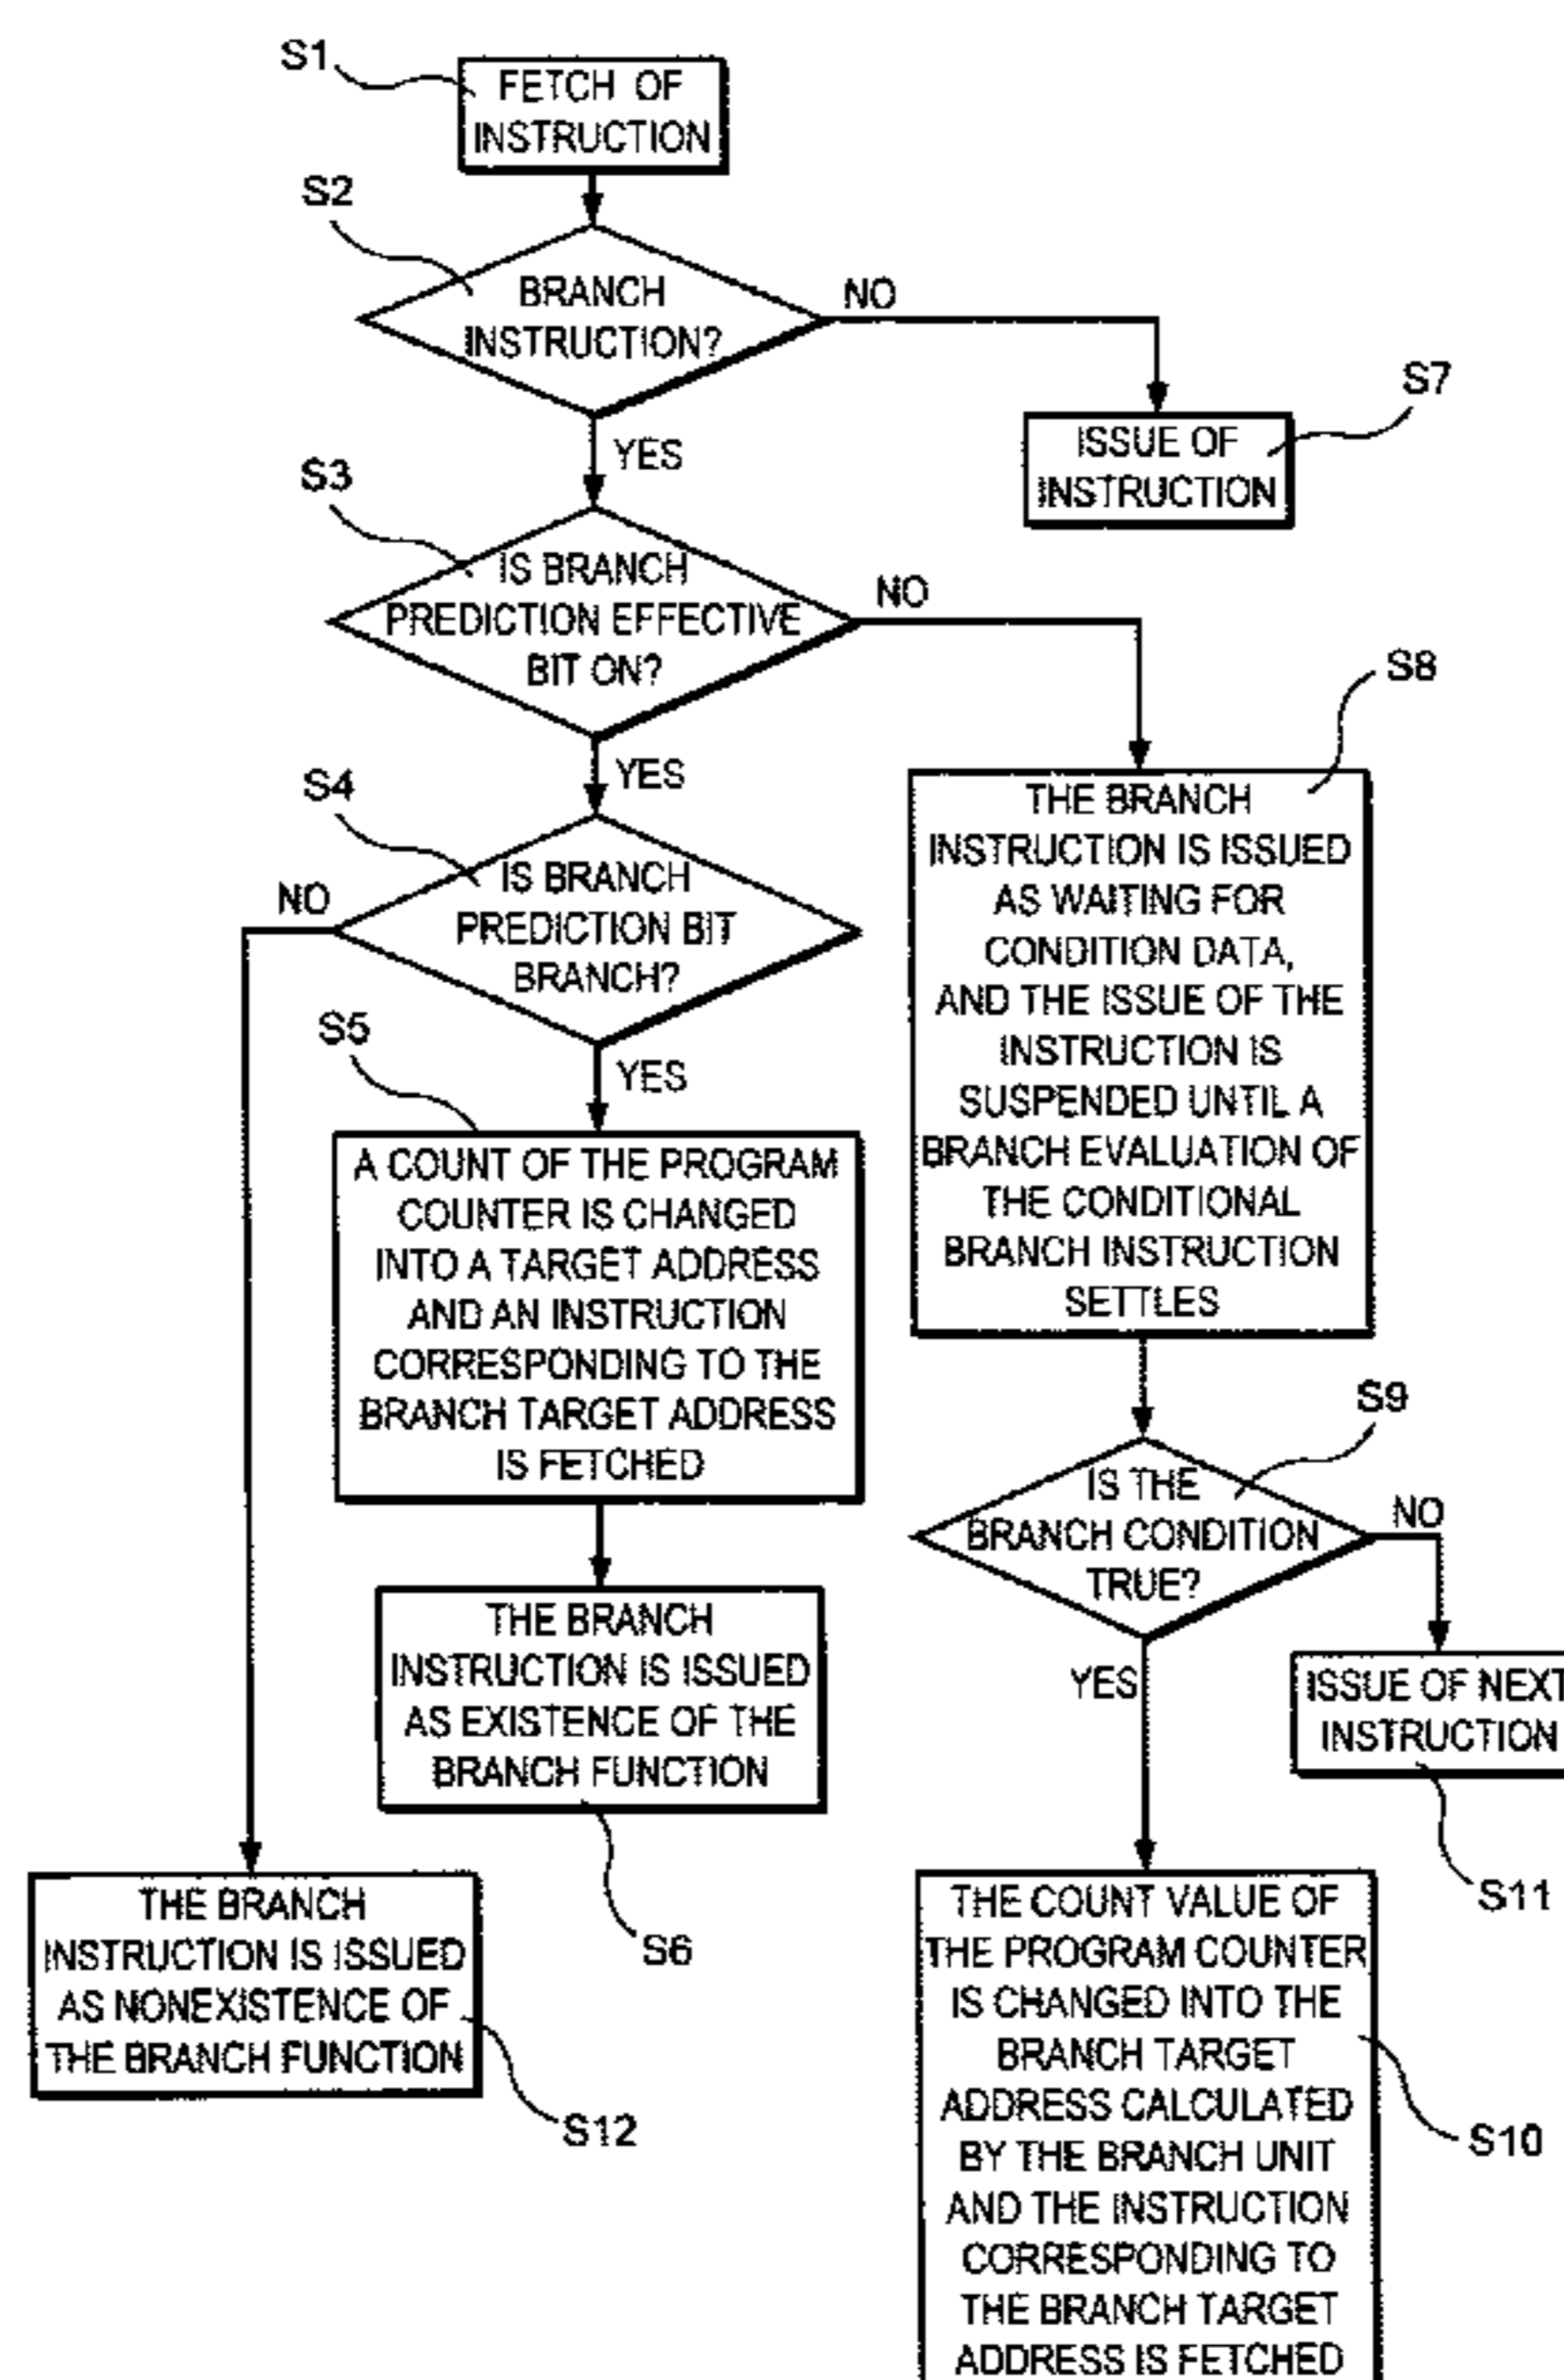 S1
FETCH OF
INSTRUCTION
S2
BRANCH
INSTRUCTION?
NO
YES
S7
ISSUE OF
INSTRUCTION
S3
IS BRANCH
PREDICTION EFFECTIVE
BIT ON?
NO
YES
S8
THE BRANCH
INSTRUCTION IS ISSUED
AS WAITING FOR
CONDITION DATA,
AND THE ISSUE OF THE
INSTRUCTION IS
SUSPENDED UNTIL A
BRANCH EVALUATION OF
THE CONDITIONAL
BRANCH INSTRUCTION
SETTLES
S4
IS BRANCH
PREDICTION BIT
BRANCH?
NO
YES
S5
A COUNT OF THE PROGRAM
COUNTER IS CHANGED
INTO A TARGET ADDRESS
AND AN INSTRUCTION
CORRESPONDING TO THE
BRANCH TARGET ADDRESS
IS FETCHED
S9
IS THE
BRANCH CONDITION
TRUE?
NO
YES
THE BRANCH
INSTRUCTION IS ISSUED
AS EXISTENCE OF THE
BRANCH FUNCTION
S6
ISSUE OF NEXT
INSTRUCTION
S11
THE BRANCH
INSTRUCTION IS ISSUED
AS NONEXISTENCE OF
THE BRANCH FUNCTION
S12
THE COUNT VALUE OF
THE PROGRAM COUNTER
IS CHANGED INTO THE
BRANCH TARGET
ADDRESS CALCULATED
BY THE BRANCH UNIT
AND THE INSTRUCTION
CORRESPONDING TO
THE BRANCH TARGET
ADDRESS IS FETCHED
S10